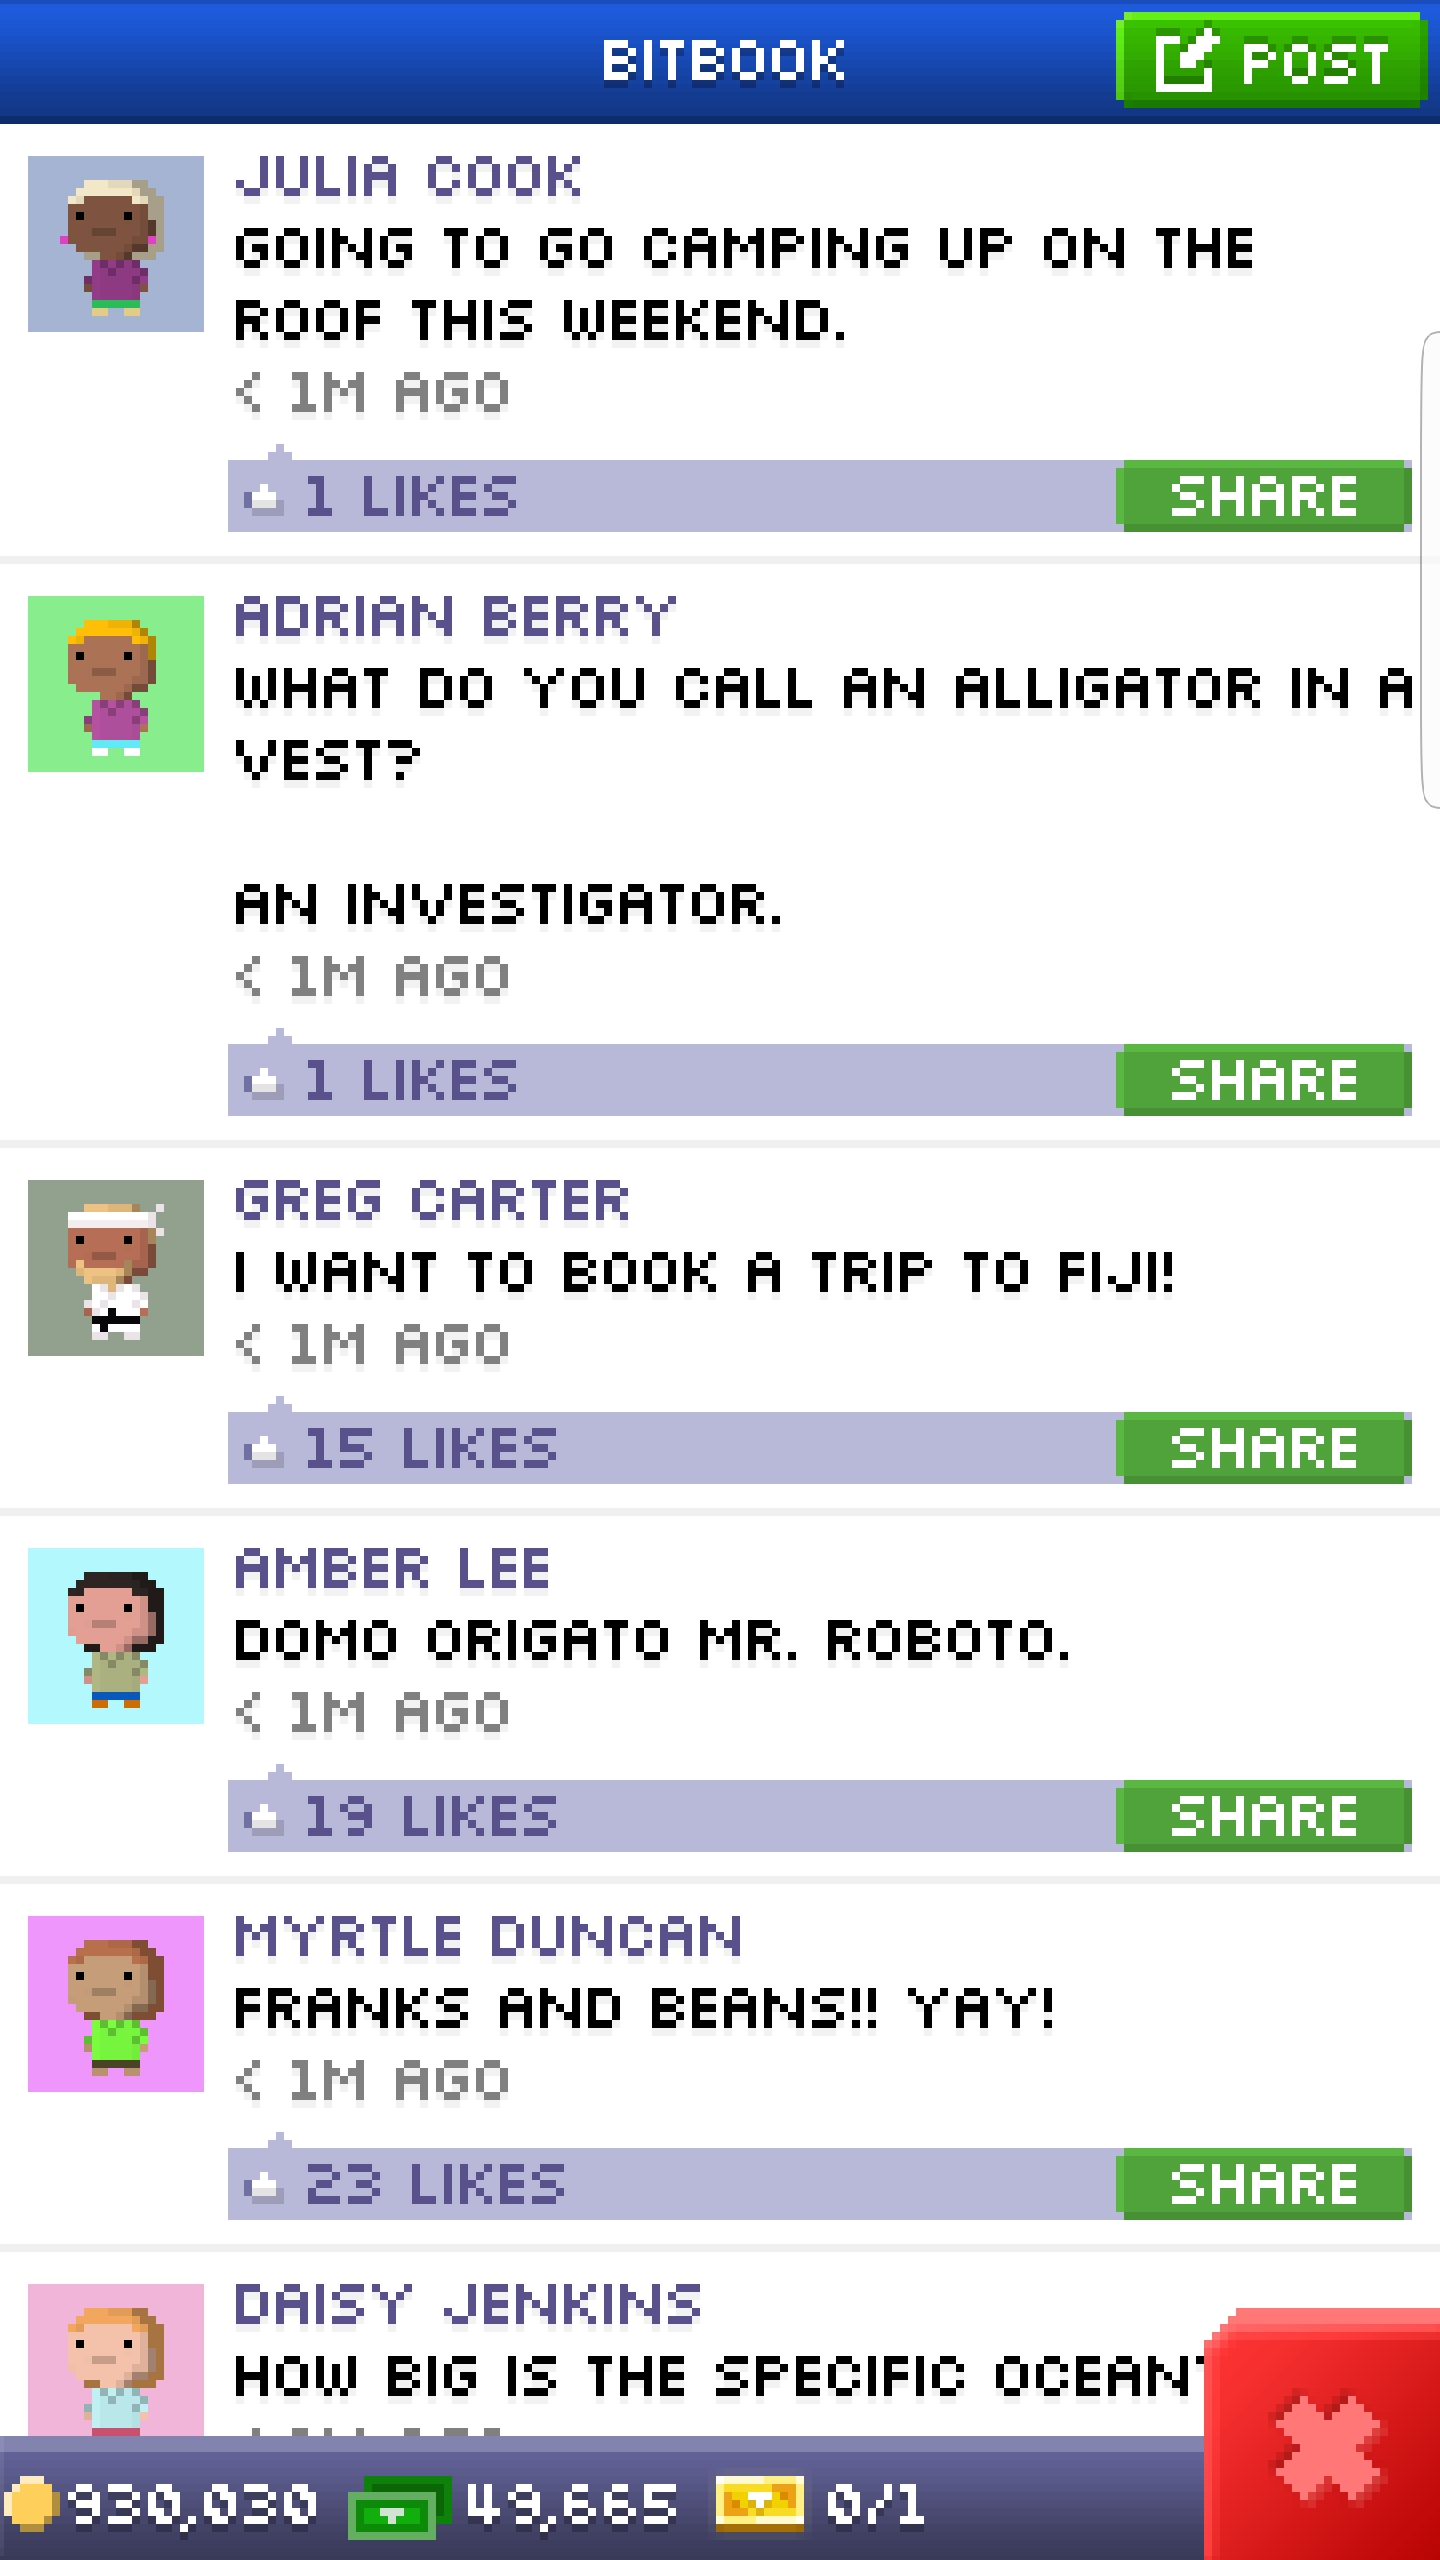 BITBOOK
POST
JULIA COOK
GOING TO GO CAMPING UP ON THE
ROOF THIS WEEKEND.
< 1M AGO
1 LIKES
SHARE
ADRIAN BERRY
WHAT DO YOU CALL AN ALLIGATOR IN A
VEST?
AN INVESTIGATOR.
< 1M AGO
1 LIKES
SHARE
GREG CARTER
I WANT TO BOOK A TRIP TO FIJI!
< 1M AGO
15 LIKES
SHARE
AMBER LEE
DOMO ORIGATO MR. ROBOTO.
< 1M AGO
19 LIKES
SHARE
MYRTLE DUNCAN
FRANKS AND BEANS!! YAY!
< 1M AGO
23 LIKES
SHARE
DAISY JENKINS
HOW BIG IS THE SPECIFIC OCEAN
930,030
49,665
0/1